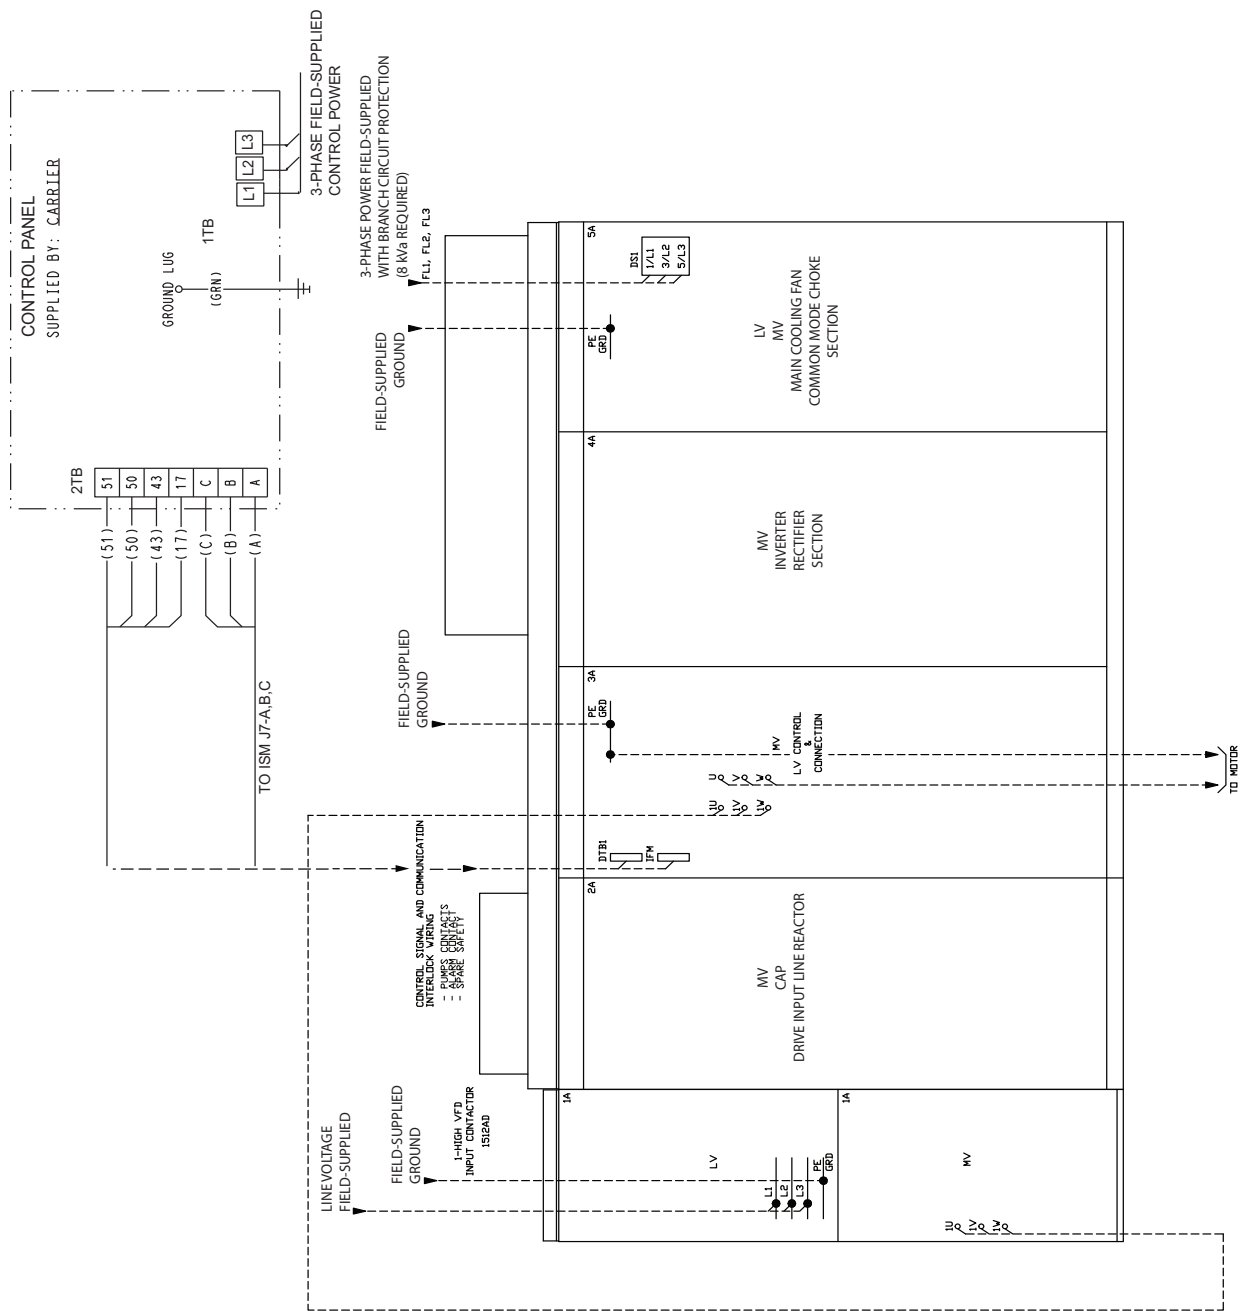 CONTROL PANEL
SUPPLIED BY: CARRIER
GROUND LUG
(GRN)
1TB
L1
L2
L3
3-PHASE FIELD-SUPPLIED
CONTROL POWER
2TB
51
50
43
17
C
B
A
(51)
(50)
(43)
(17)
(C)
(B)
(A)
TO ISM J7-A,B,C
LINE VOLTAGE
FIELD-SUPPLIED
FIELD-SUPPLIED
GROUND
1-HIGH VFD
INPUT CONTACTOR
1512AD
CONTROL SIGNAL AND COMMUNICATION
INTERLOCK WIRING
- PUMPS CONTACTS
- ALARM CONTACT
- SPARE SAFETY
FIELD-SUPPLIED
GROUND
FIELD-SUPPLIED
GROUND
3-PHASE POWER FIELD-SUPPLIED
WITH BRANCH CIRCUIT PROTECTION
(8 kVa REQUIRED)
FL1, FL2, FL3
1A
LV
L1
L2
L3
PE
GRD
1A
MV
1U
1V
1W
2A
MV
CAP
DRIVE INPUT LINE REACTOR
3A
DTB1
IFM
1U
1V
1W
U
V
W
PE
GRD
MV
LV CONTROL
&
CONNECTION
TO MOTOR
4A
MV
INVERTER
RECTIFIER
SECTION
5A
PE
GRD
DS1
1/L1
3/L2
5/L3
LV
MV
MAIN COOLING FAN
COMMON MODE CHOKE
SECTION